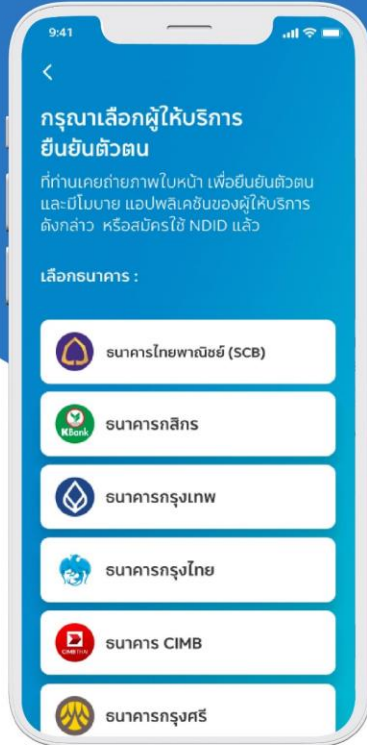 9:41
กรุณาเลือกผู้ให้บริการ
ยืนยันตัวตน
ที่ท่านเคยถ่ายภาพใบหน้า เพื่อยืนยันตัวตน
และมีโมบาย แอปพลิเคชันของผู้ให้บริการ
ดังกล่าว หรือสมัครใช้ NDID แล้ว
เลือกธนาคาร :
ธนาคารไทยพาณิชย์ (SCB)
KBank
ธนาคารกสิกร
ธนาคารกรุงเทพ
ธนาคารกรุงไทย
CIMB THAI
ธนาคาร CIMB
ธนาคารกรุงศรี